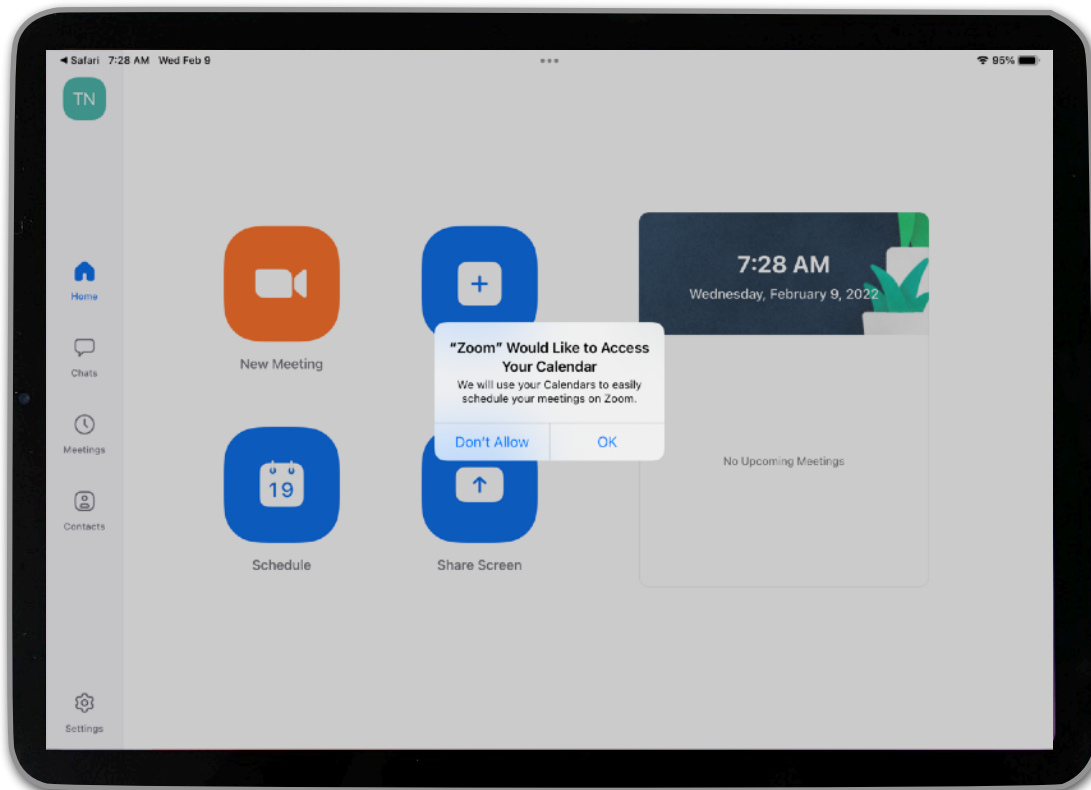 ◀ Safari 7:28 AM Wed Feb 9
95%
TN
Home
Chats
Meetings
Contacts
Settings
New Meeting
19
Schedule
Share Screen
7:28 AM
Wednesday, February 9, 2022
No Upcoming Meetings
“Zoom” Would Like to Access
Your Calendar
We will use your Calendars to easily
schedule your meetings on Zoom.
Don’t Allow
OK